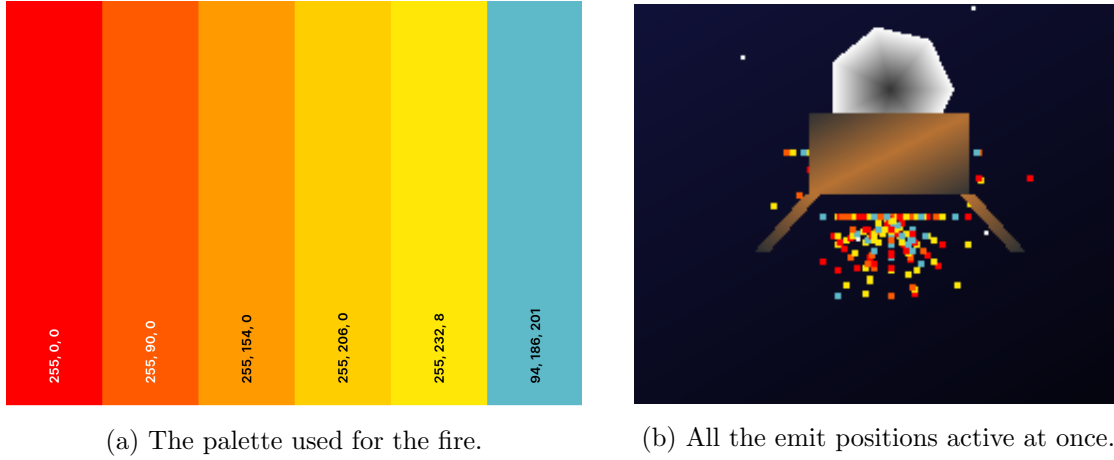 255, 0, 0
255, 90, 0
255, 154, 0
255, 206, 0
255, 232, 8
94, 186, 201
(a) The palette used for the fire.
(b) All the emit positions active at once.